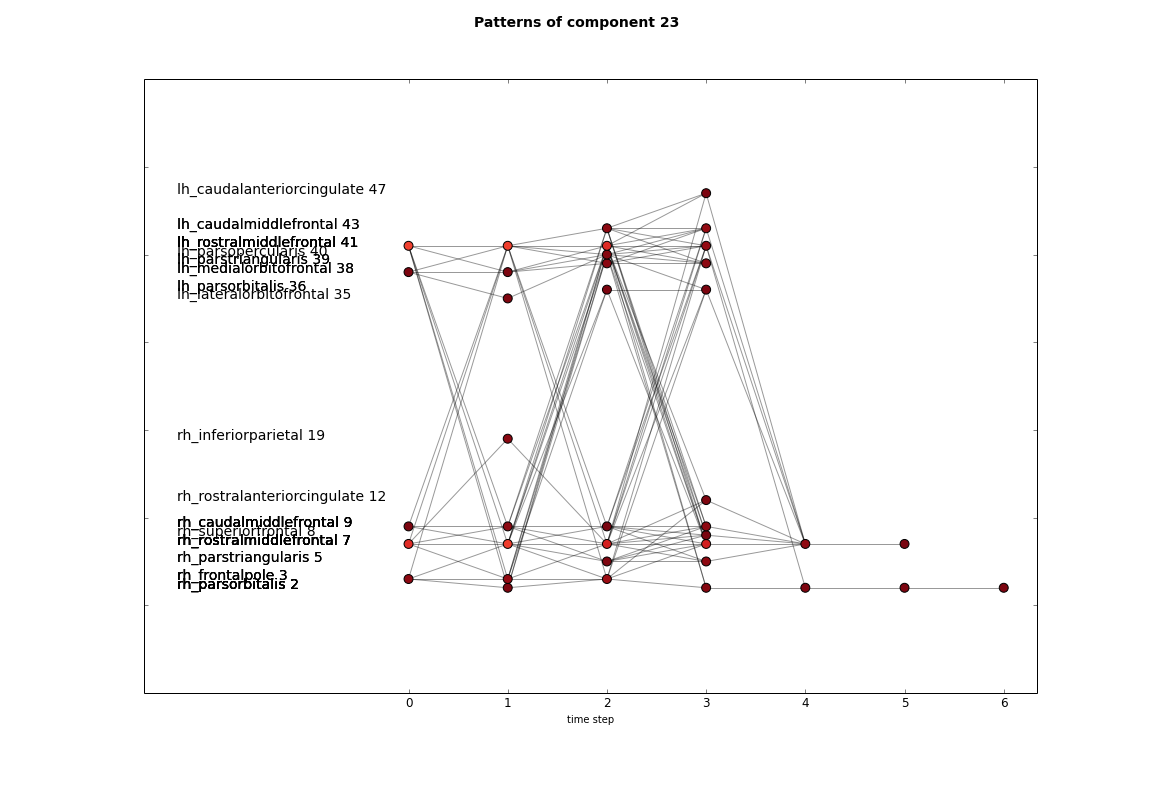 Patterns of component 23
lh_caudalanteriorcingulate 47
lh_caudalmiddlefrontal 43
lh_rostralmiddlefrontal 41
lh_parsopercularis 40
lh_parstriangularis 39
lh_medialorbitofrontal 38
lh_parsorbitalis 36
lh_lateralorbitofrontal 35
rh_inferiorparietal 19
rh_rostralanteriorcingulate 12
rh_caudalmiddlefrontal 9
rh_superiorfrontal 8
rh_rostralmiddlefrontal 7
rh_parstriangularis 5
rh_frontalpole 3
rh_parsorbitalis 2
0 1 2 3 4 5 6
time step